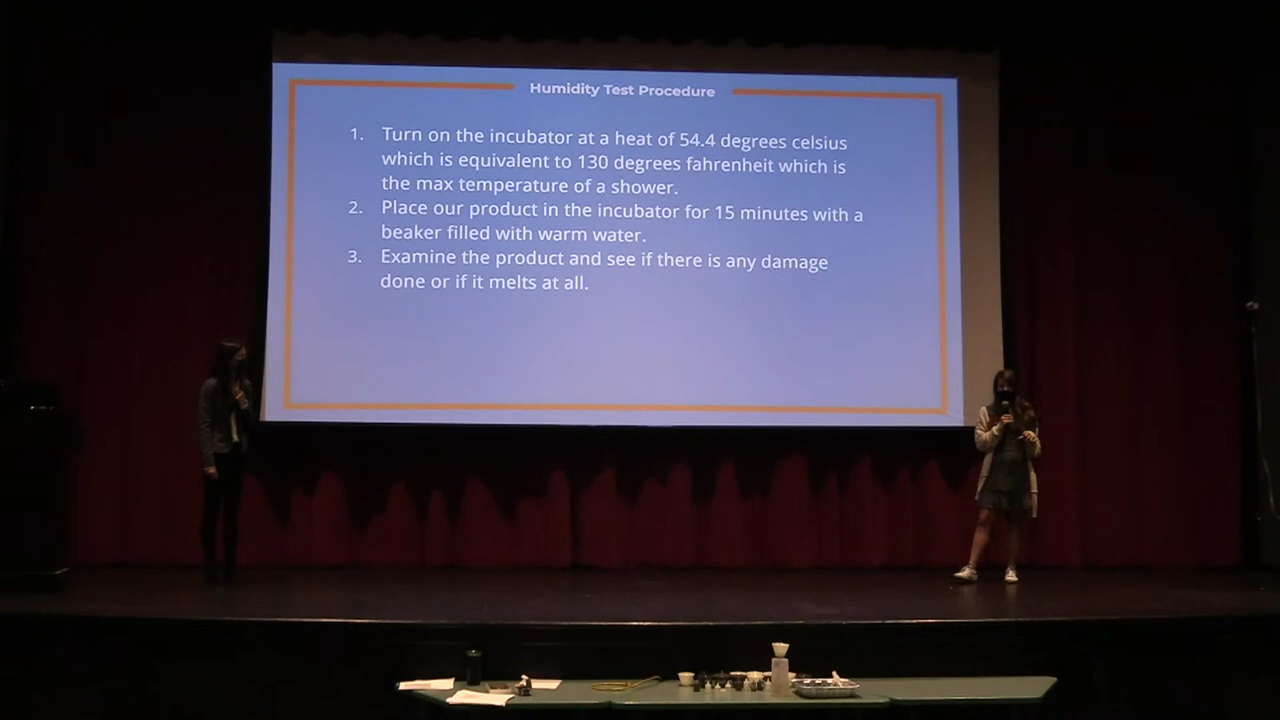 Humidity Test Procedure
1. Turn on the incubator at a heat of 54.4 degrees celsius
which is equivalent to 130 degrees fahrenheit which is
the max temperature of a shower.
2. Place our product in the incubator for 15 minutes with a
beaker filled with warm water.
3. Examine the product and see if there is any damage
done or if it melts at all.